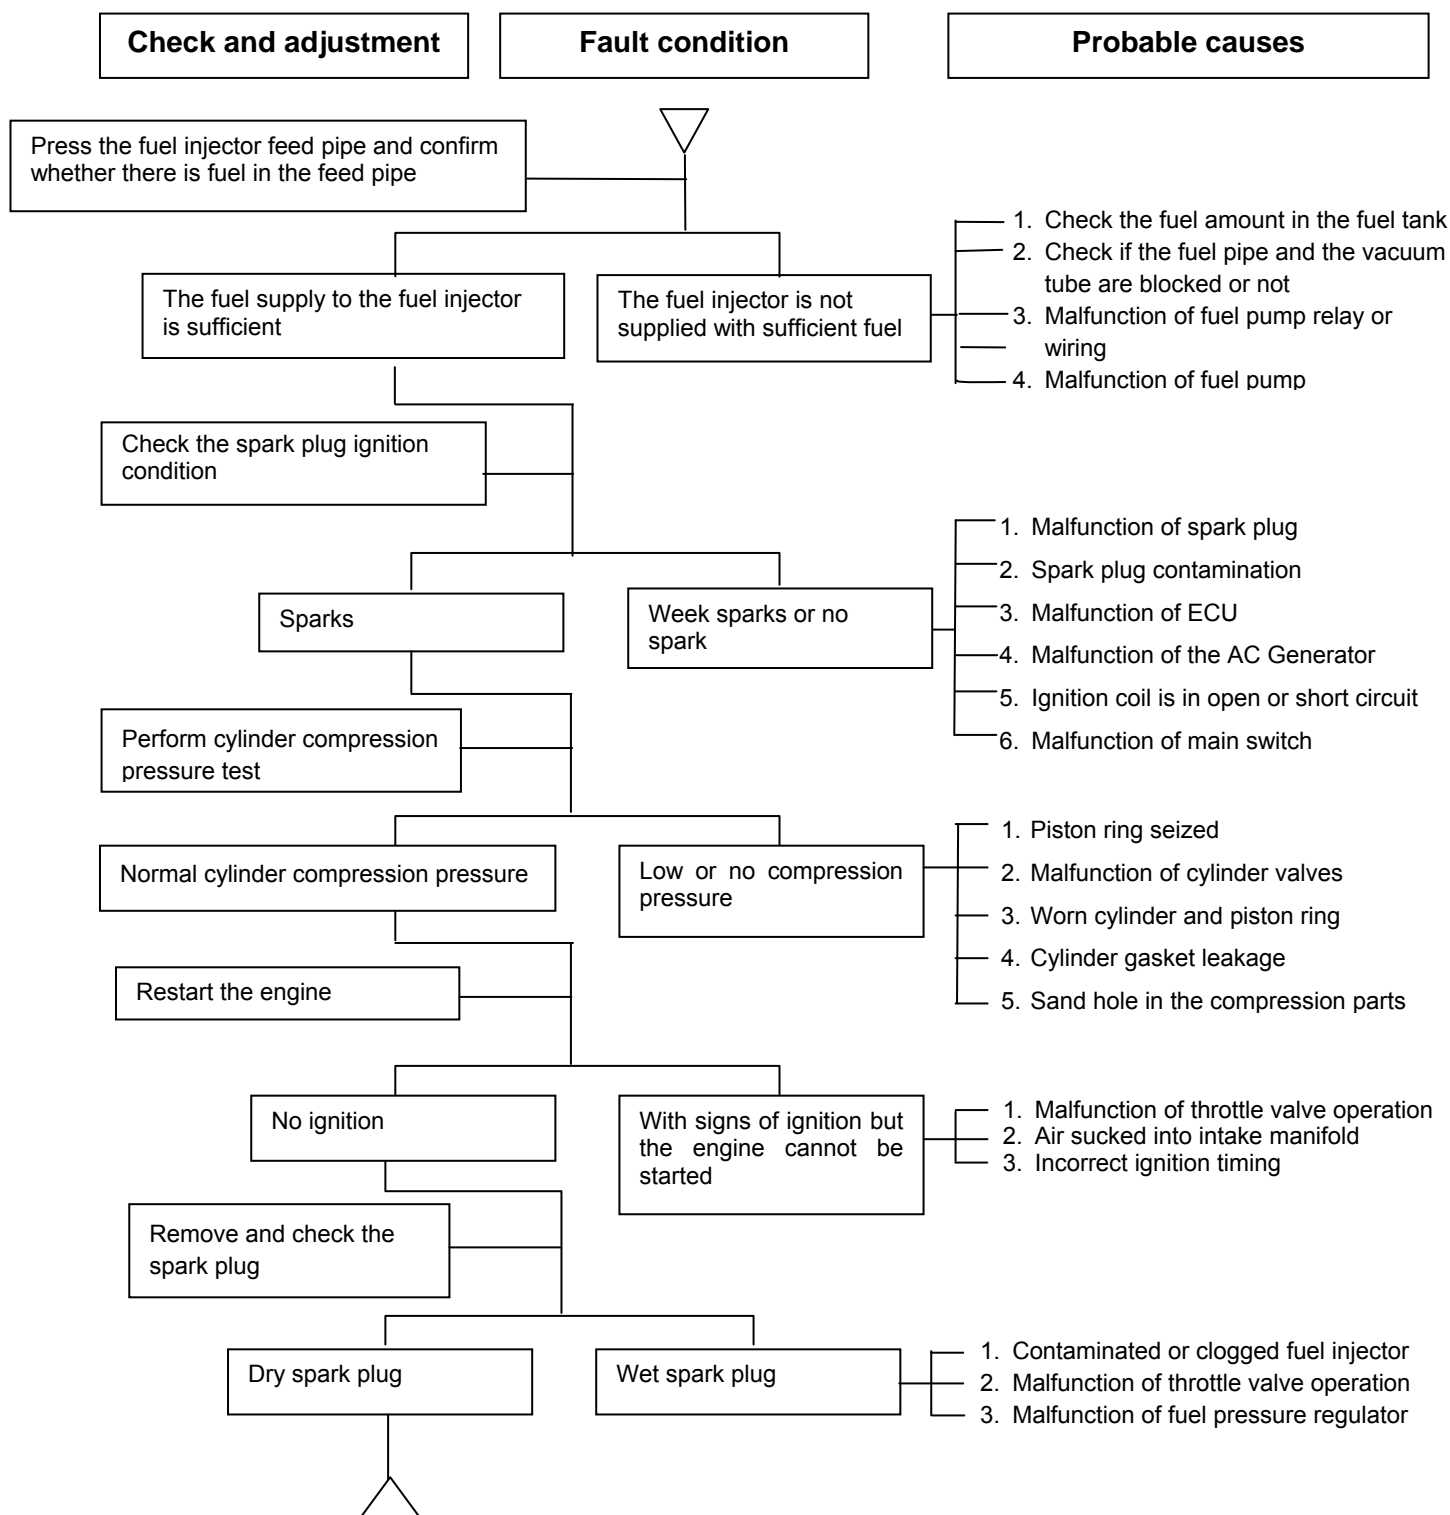 Check and adjustment
Fault condition
Probable causes
Press the fuel injector feed pipe and confirm
whether there is fuel in the feed pipe
The fuel supply to the fuel injector
is sufficient
The fuel injector is not
supplied with sufficient fuel
1. Check the fuel amount in the fuel tank
2. Check if the fuel pipe and the vacuum
tube are blocked or not
3. Malfunction of fuel pump relay or
wiring
4. Malfunction of fuel pump
Check the spark plug ignition
condition
Sparks
Week sparks or no
spark
1. Malfunction of spark plug
2. Spark plug contamination
3. Malfunction of ECU
4. Malfunction of the AC Generator
5. Ignition coil is in open or short circuit
6. Malfunction of main switch
Perform cylinder compression
pressure test
Normal cylinder compression pressure
Low or no compression
pressure
1. Piston ring seized
2. Malfunction of cylinder valves
3. Worn cylinder and piston ring
4. Cylinder gasket leakage
5. Sand hole in the compression parts
Restart the engine
No ignition
With signs of ignition but
the engine cannot be
started
1. Malfunction of throttle valve operation
2. Air sucked into intake manifold
3. Incorrect ignition timing
Remove and check the
spark plug
Dry spark plug
Wet spark plug
1. Contaminated or clogged fuel injector
2. Malfunction of throttle valve operation
3. Malfunction of fuel pressure regulator